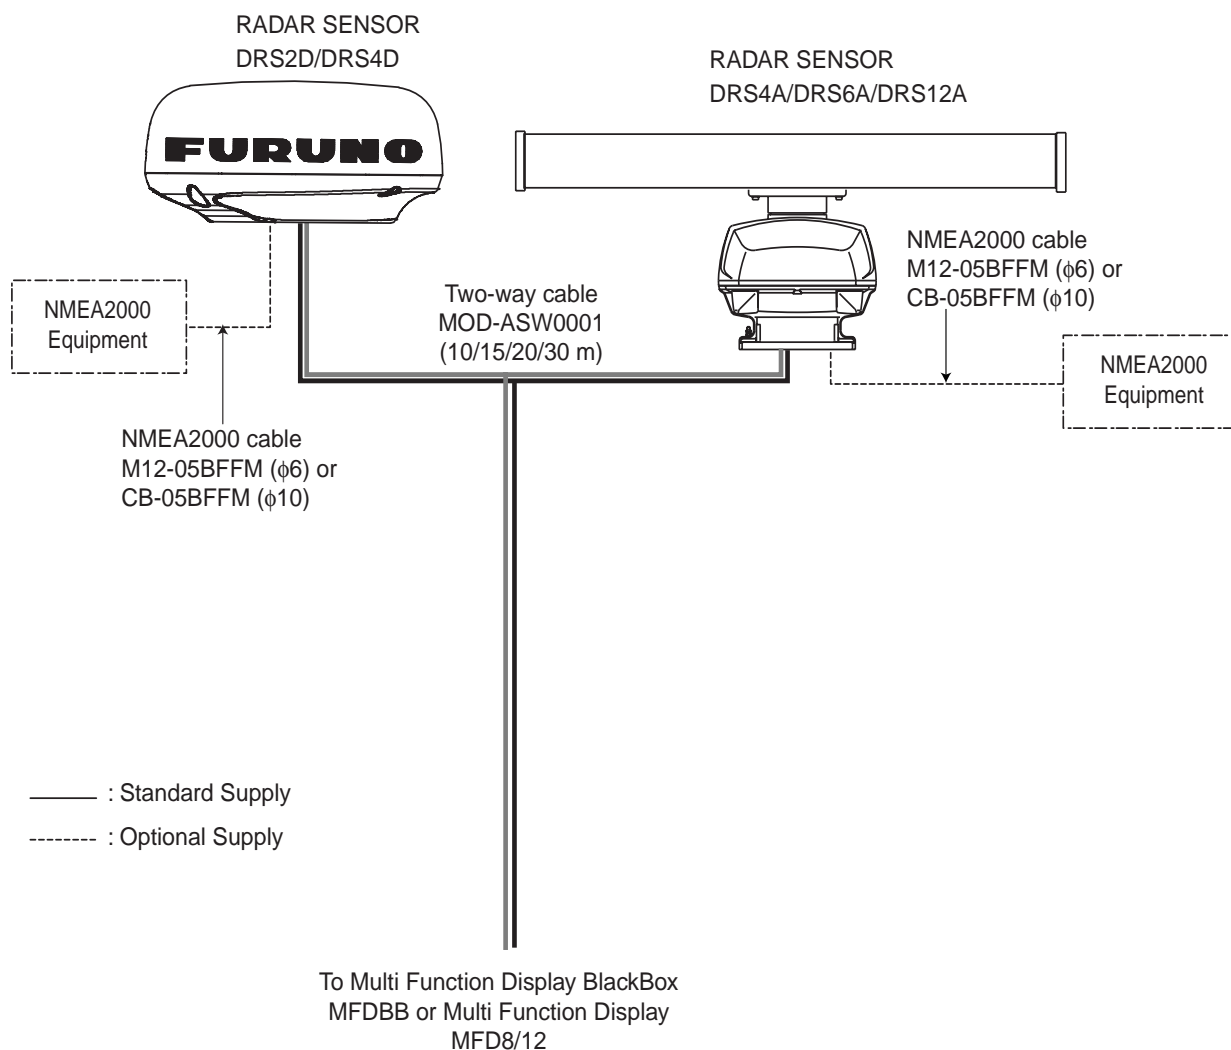 RADAR SENSOR
DRS2D/DRS4D
RADAR SENSOR
DRS4A/DRS6A/DRS12A
FURUNO
NMEA2000 cable
M12-05BFFM (ϕ6) or
CB-05BFFM (ϕ10)
NMEA2000
Equipment
Two-way cable
MOD-ASW0001
(10/15/20/30 m)
NMEA2000
Equipment
NMEA2000 cable
M12-05BFFM (ϕ6) or
CB-05BFFM (ϕ10)
: Standard Supply
: Optional Supply
To Multi Function Display BlackBox
MFDBB or Multi Function Display
MFD8/12